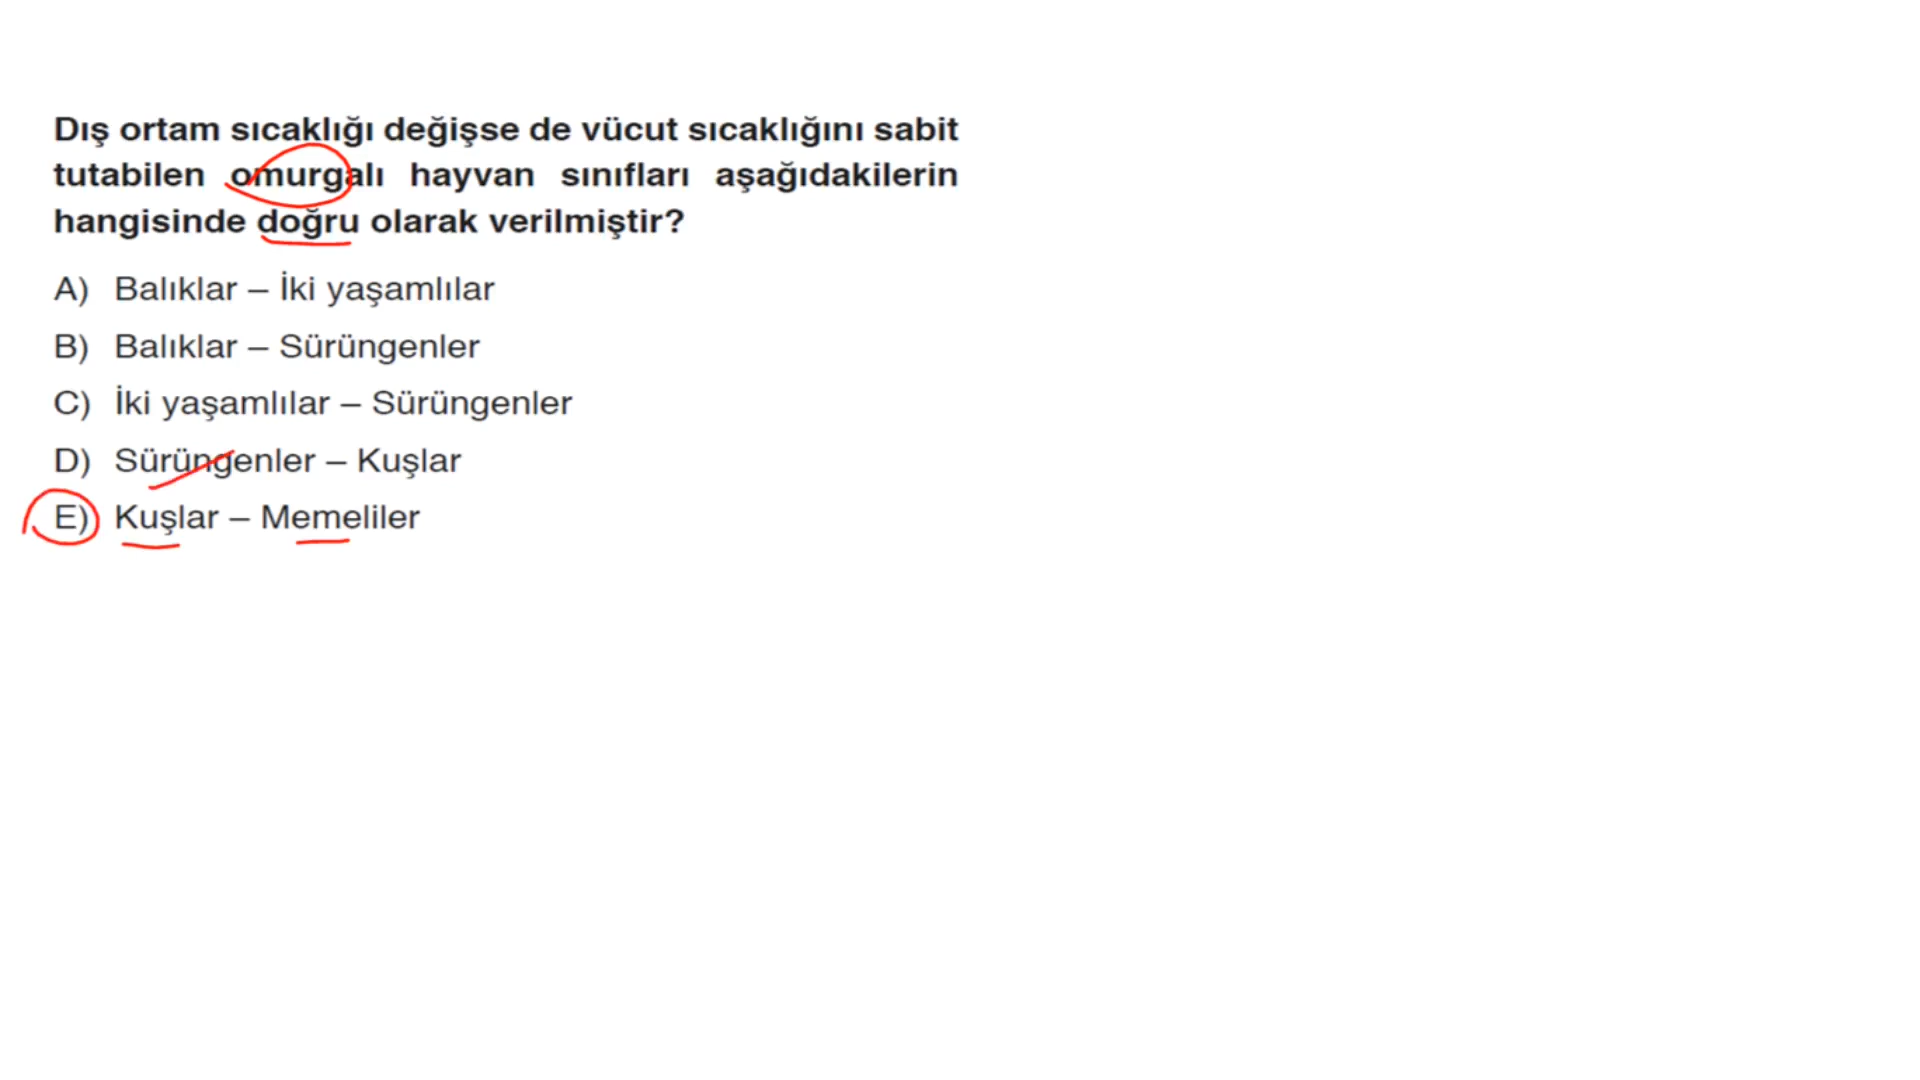 Dış ortam sıcaklığı değişse de vücut sıcaklığını sabit
tutabilen omurgalı hayvan sınıfları aşağıdakilerin
hangisinde doğru olarak verilmiştir?
A) Balıklar – İki yaşamlılar
B) Balıklar – Sürüngenler
C) İki yaşamlılar – Sürüngenler
D) Sürüngenler – Kuşlar
E) Kuşlar – Memeliler